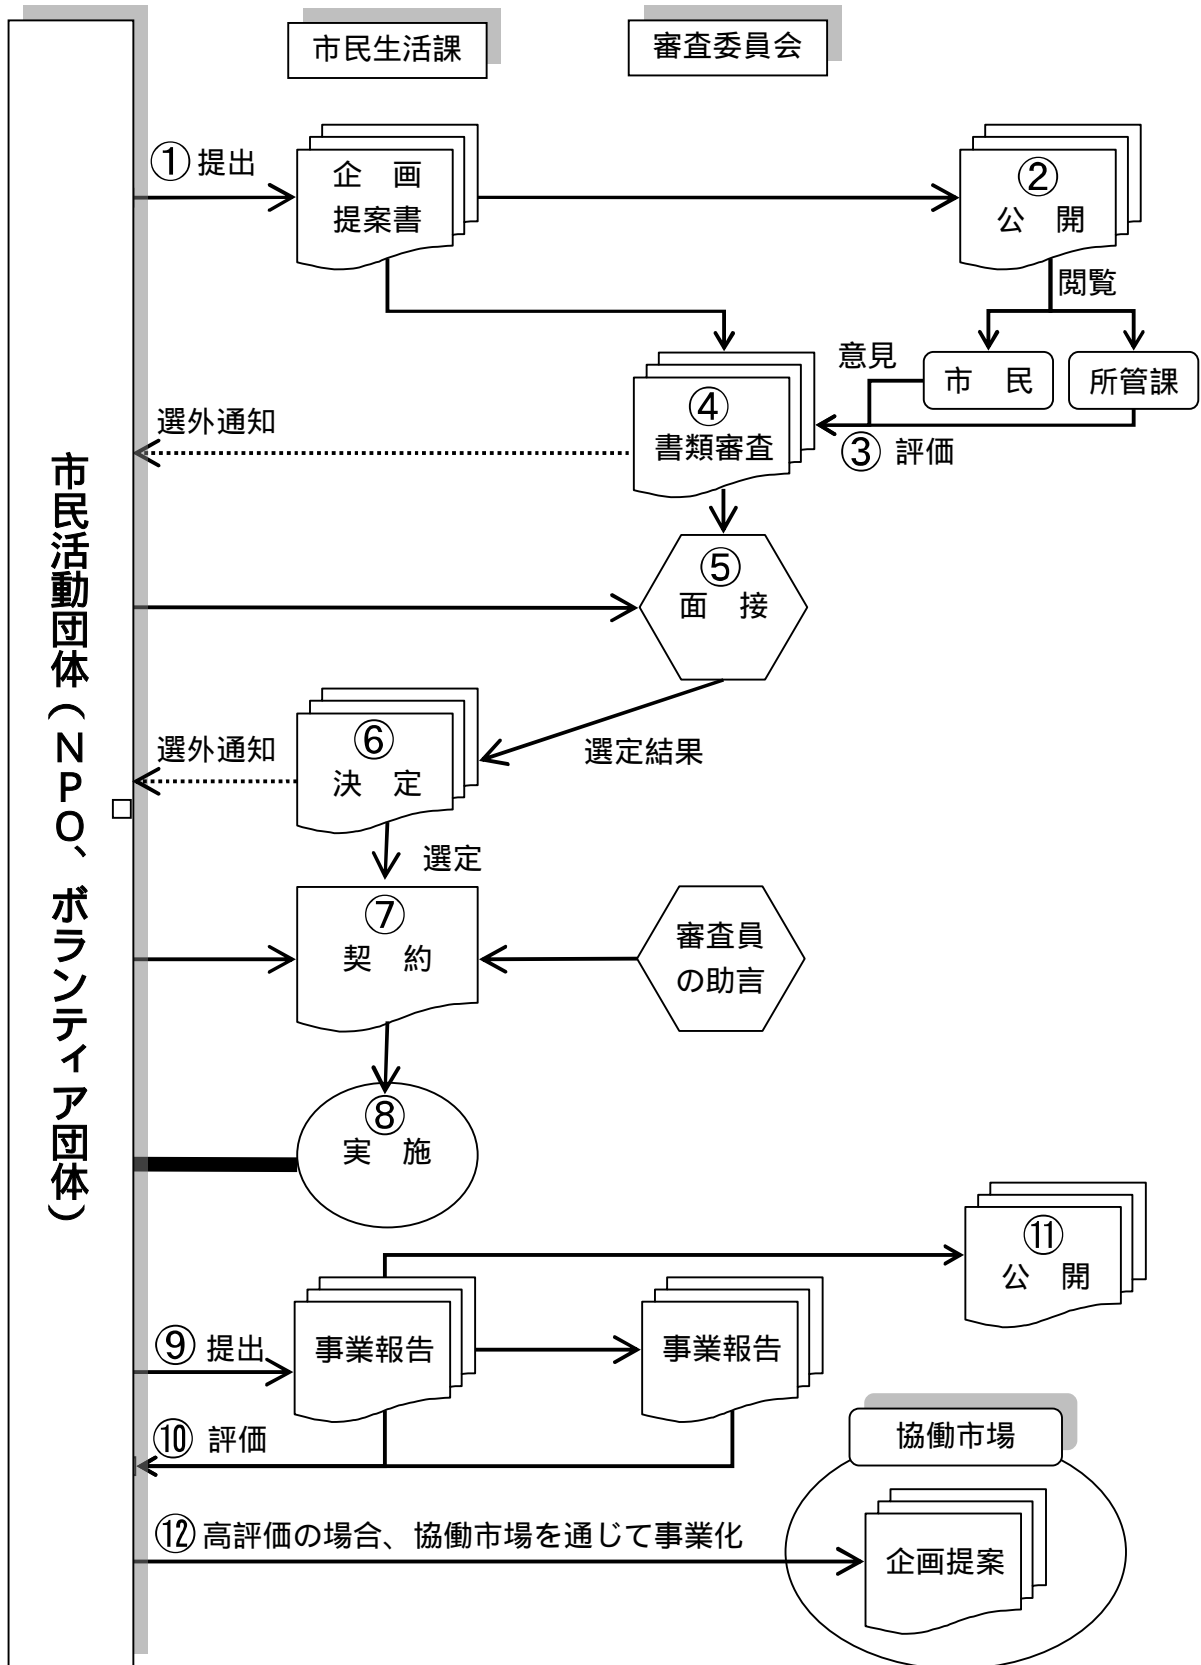 市民生活課
審査委員会
市民活動団体（ＮＰＯ、ボランティア団体）
① 提出
企　画
提案書
②
公　開
閲覧
市　民
所管課
意見
③ 評価
④
書類審査
選外通知
⑤
面　接
選定結果
⑥
決　定
選外通知
選定
⑦
契　約
審査員
の助言
⑧
実　施
⑪
公　開
⑨ 提出
事業報告
事業報告
⑩ 評価
協働市場
⑫ 高評価の場合、協働市場を通じて事業化
企画提案